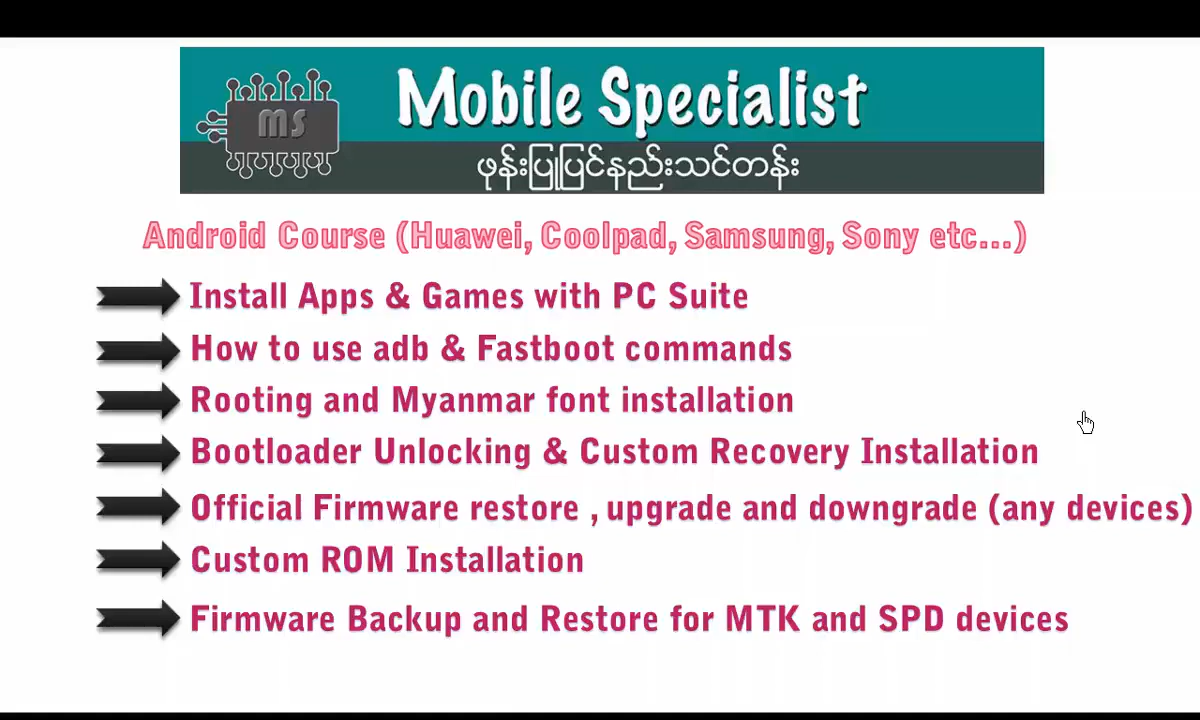 MS
Mobile Specialist
ဖုန်းပြုပြင်နည်းသင်တန်း
Android Course (Huawei, Coolpad, Samsung, Sony etc...)
Install Apps & Games with PC Suite
How to use adb & Fastboot commands
Rooting and Myanmar font installation
Bootloader Unlocking & Custom Recovery Installation
Official Firmware restore , upgrade and downgrade (any devices)
Custom ROM Installation
Firmware Backup and Restore for MTK and SPD devices